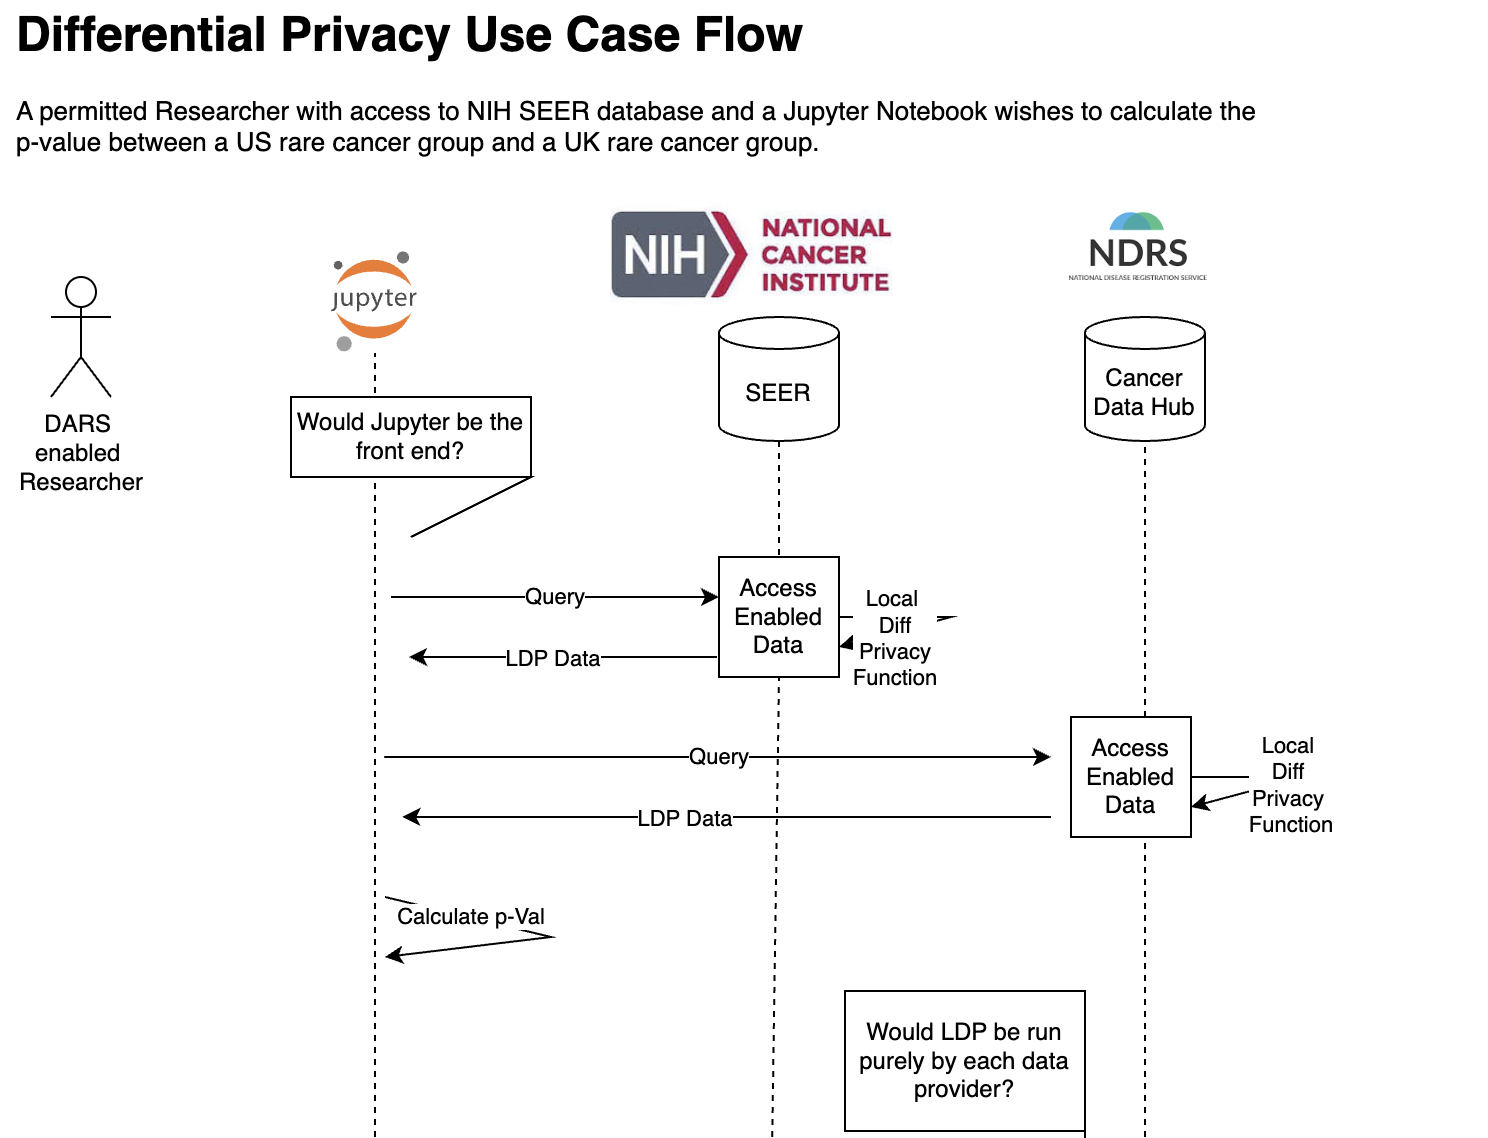 Differential Privacy Use Case Flow
A permitted Researcher with access to NIH SEER database and a Jupyter Notebook wishes to calculate the
p-value between a US rare cancer group and a UK rare cancer group.
NIH
NATIONAL
CANCER
INSTITUTE
NDRS
NATIONAL DISEASE REGISTRATION SERVICE
jupyter
DARS
enabled
Researcher
Would Jupyter be the
front end?
SEER
Cancer
Data Hub
Query
Access
Enabled
Data
Local
Diff
Privacy
Function
LDP Data
Query
Access
Enabled
Data
Local
Diff
Privacy
Function
LDP Data
Calculate p-Val
Would LDP be run
purely by each data
provider?